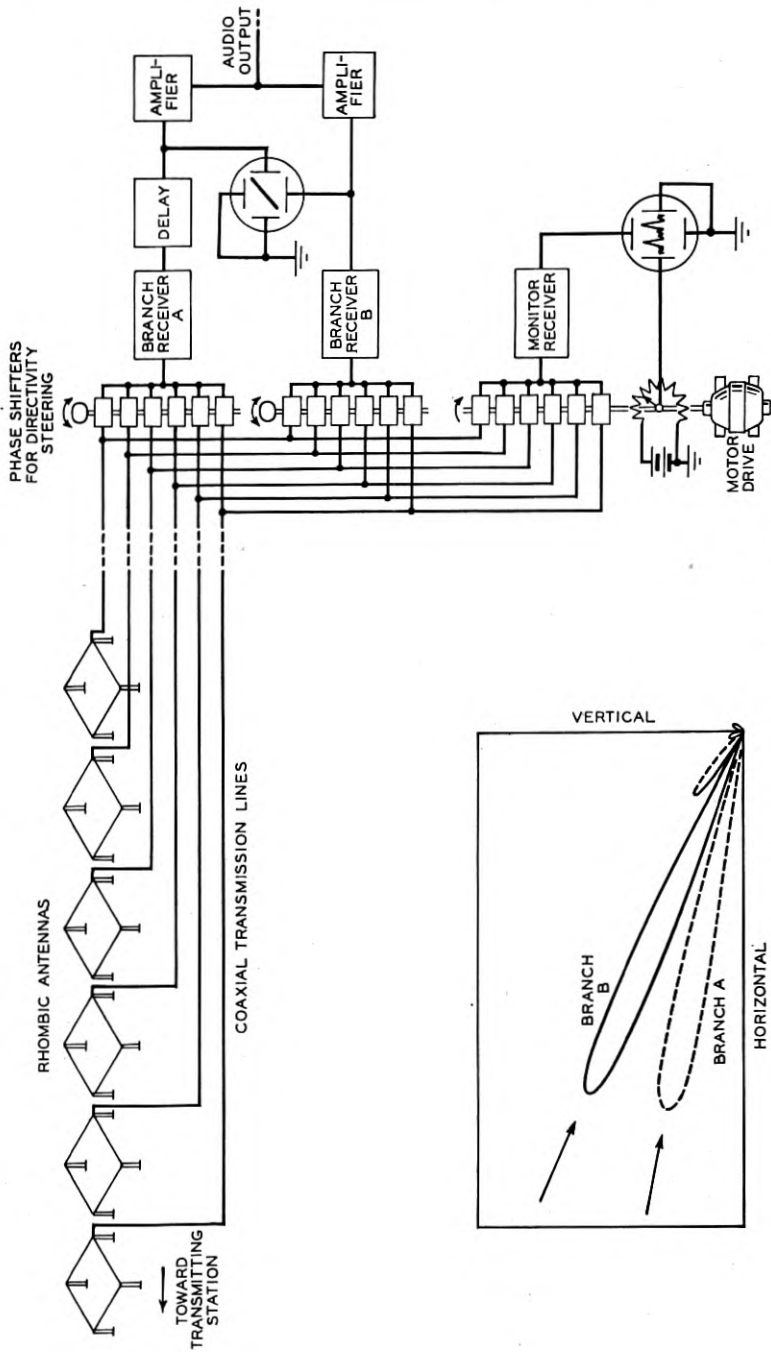 PHASE SHIFTERS
FOR DIRECTIVITY
STEERING
RHOMBIC ANTENNAS
COAXIAL TRANSMISSION LINES
TOWARD
TRANSMITTING
STATION
BRANCH
RECEIVER
A
DELAY
AMPLI-
FIER
AUDIO
OUTPUT
BRANCH
RECEIVER
B
AMPLI-
FIER
MONITOR
RECEIVER
MOTOR
DRIVE
VERTICAL
HORIZONTAL
BRANCH
B
BRANCH A